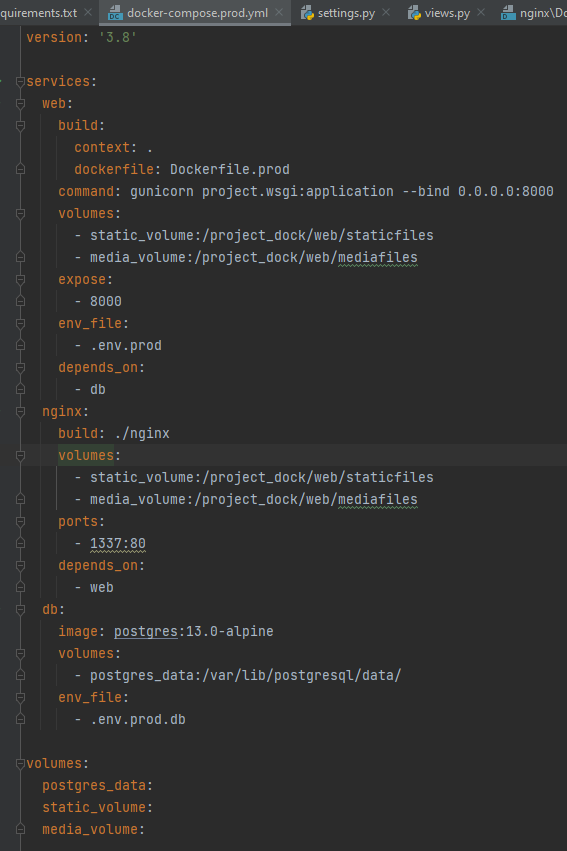 quirements.txt docker-compose.prod.yml settings.py views.py nginx\Do
version: '3.8'
services:
web:
build:
context: .
dockerfile: Dockerfile.prod
command: gunicorn project.wsgi:application --bind 0.0.0.0:8000
volumes:
- static_volume:/project_dock/web/staticfiles
- media_volume:/project_dock/web/mediafiles
expose:
- 8000
env_file:
- .env.prod
depends_on:
- db
nginx:
build: ./nginx
volumes:
- static_volume:/project_dock/web/staticfiles
- media_volume:/project_dock/web/mediafiles
ports:
- 1337:80
depends_on:
- web
db:
image: postgres:13.0-alpine
volumes:
- postgres_data:/var/lib/postgresql/data/
env_file:
- .env.prod.db
volumes:
postgres_data:
static_volume:
media_volume: